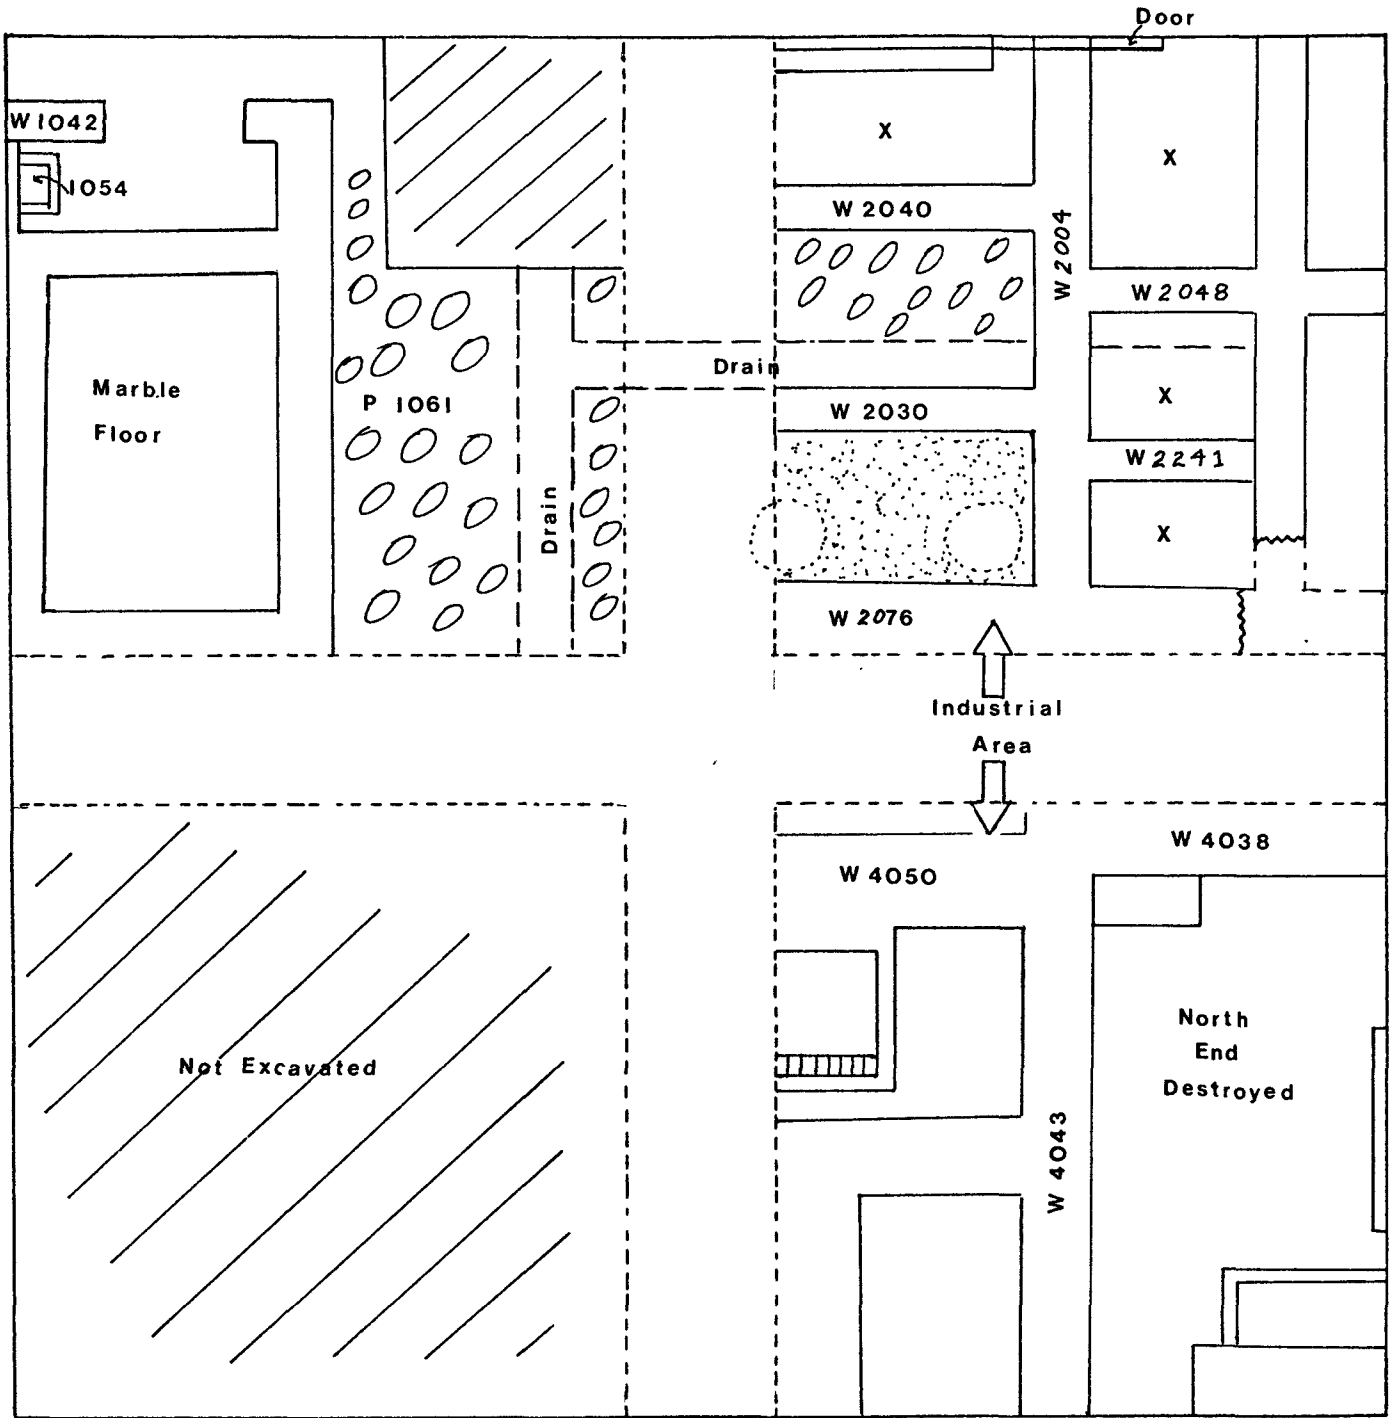 Door
W 1042
1054
X
X
W 2040
W 2004
W 2048
Drain
Marble
Floor
P 1061
X
W 2030
W 2241
Drain
X
W 2076
Industrial
Area
W 4038
W 4050
North
End
Destroyed
Not Excavated
W 4043